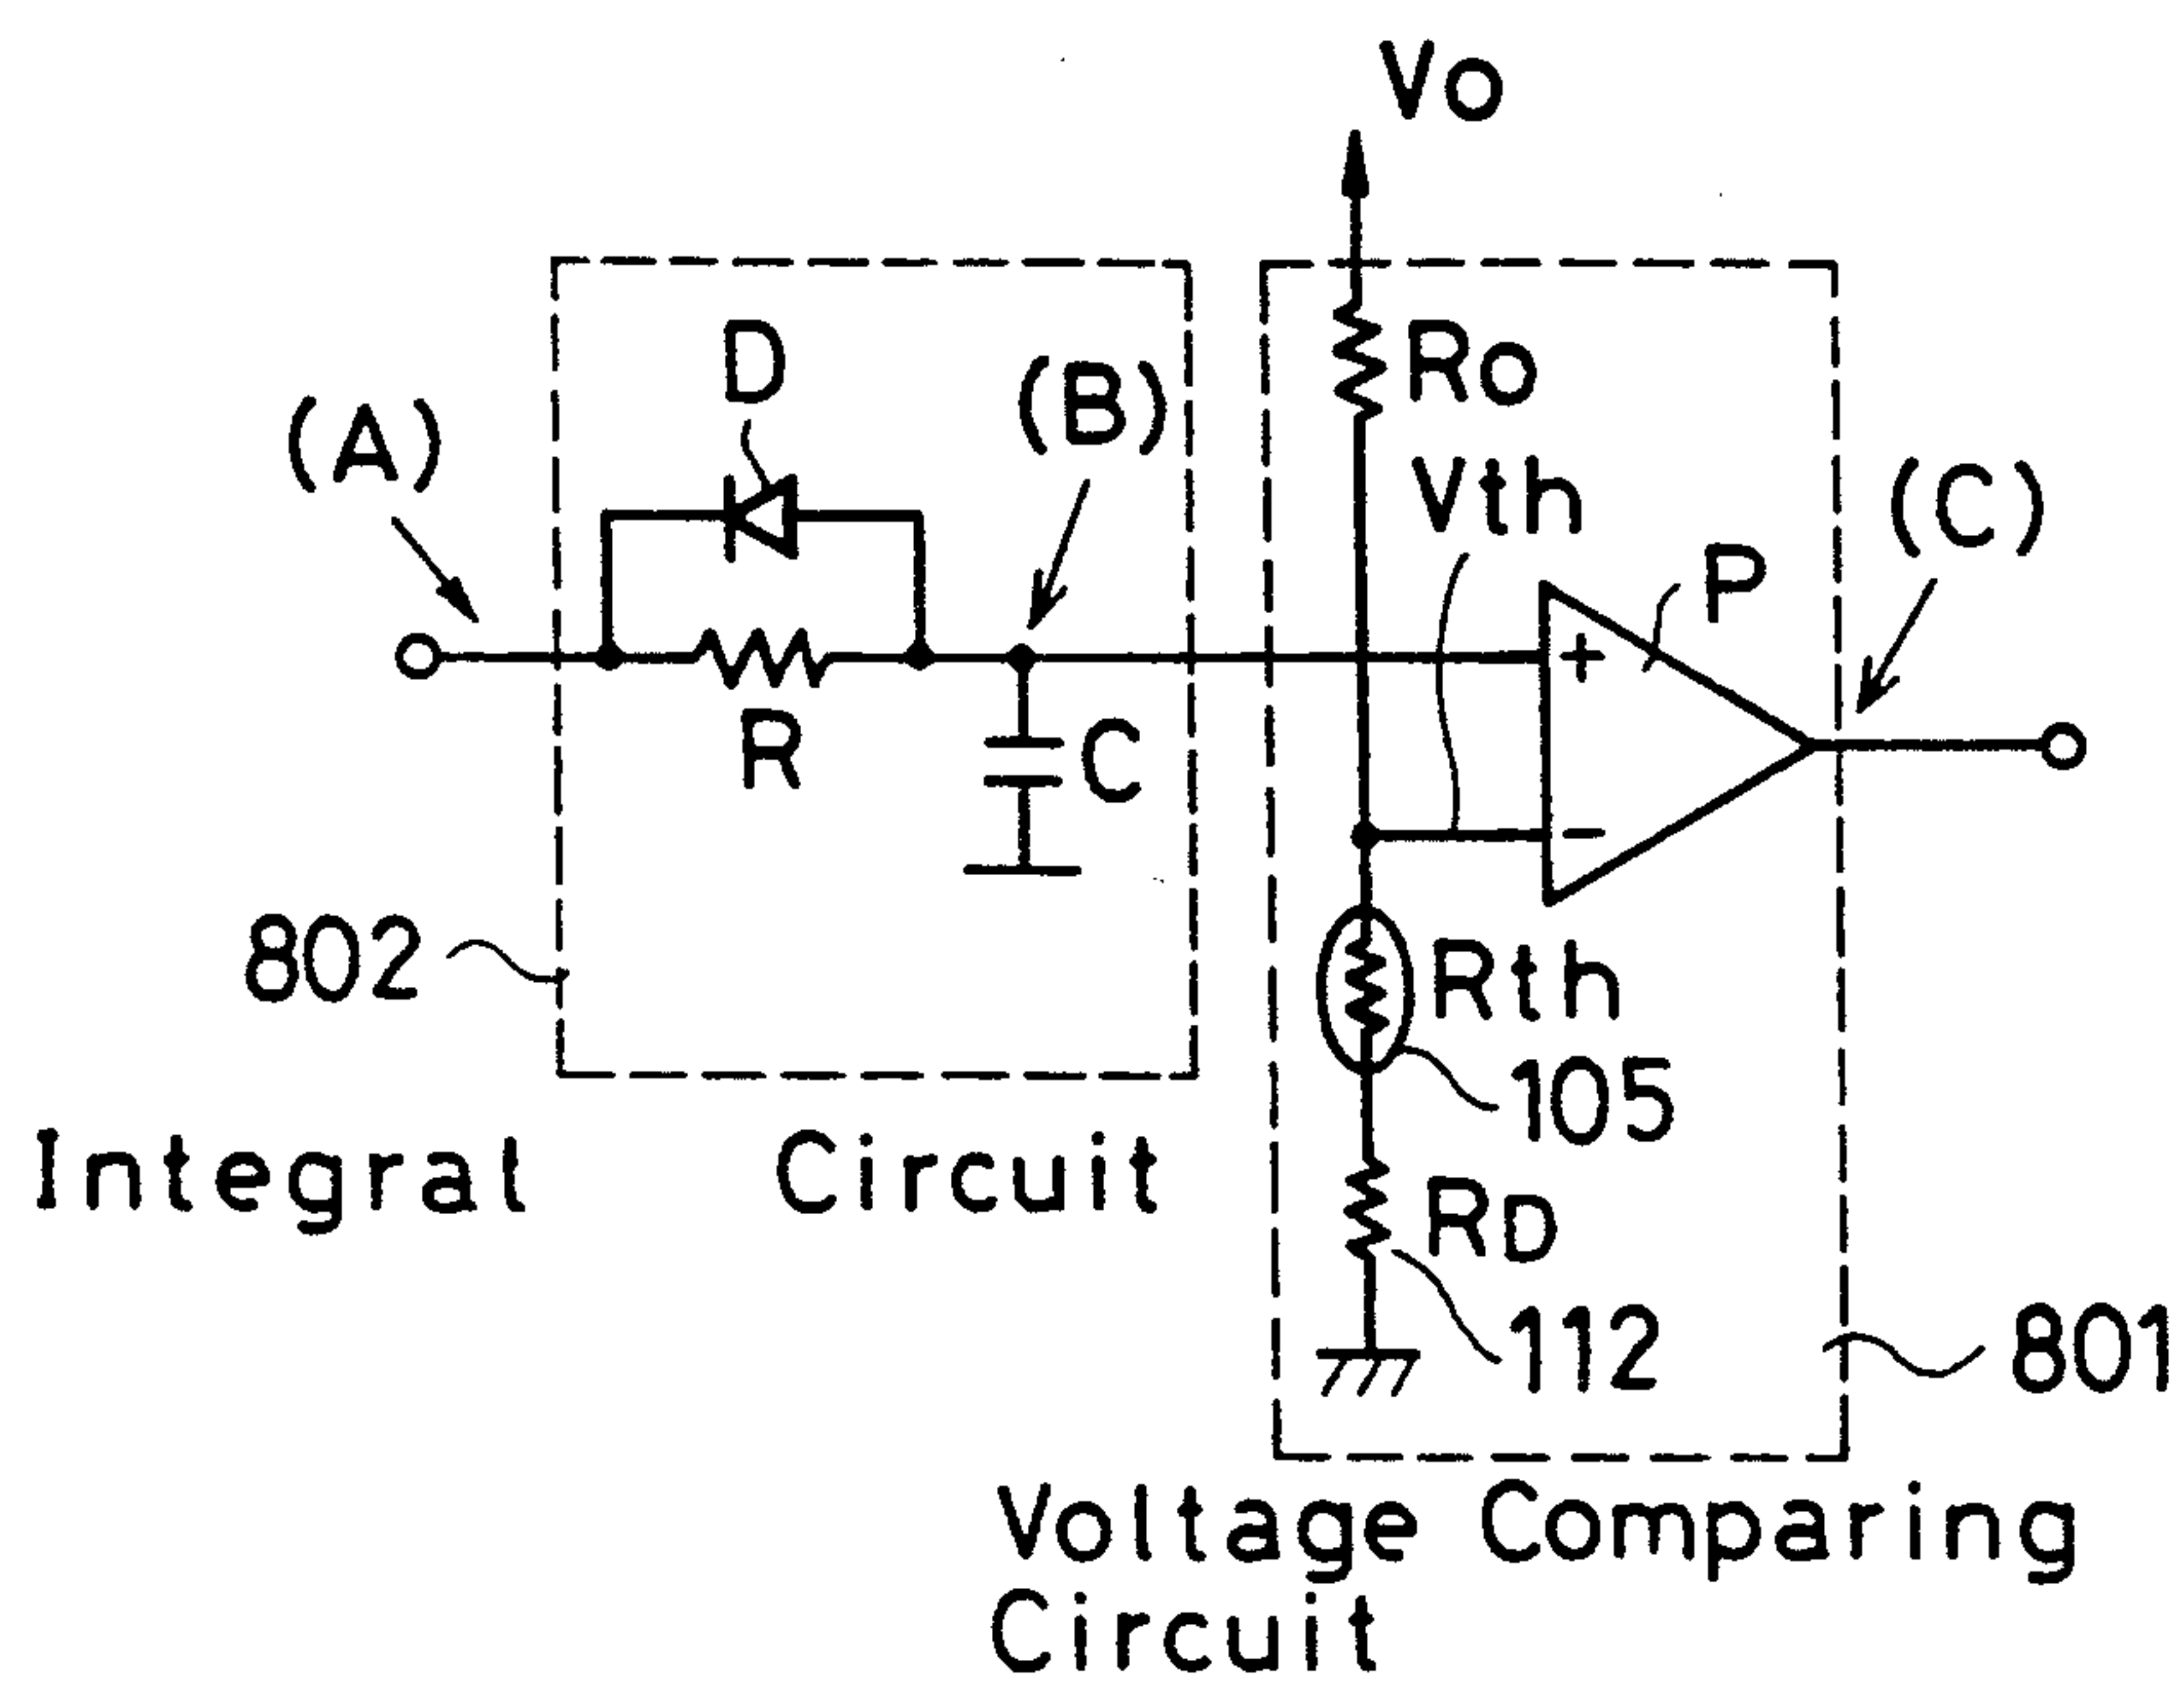 Vo
D
(A)
(B)
Ro
Vth
P
(C)
+
R
C
-
802
Rth
105
Integral Circuit
RD
112
801
Voltage Comparing
Circuit